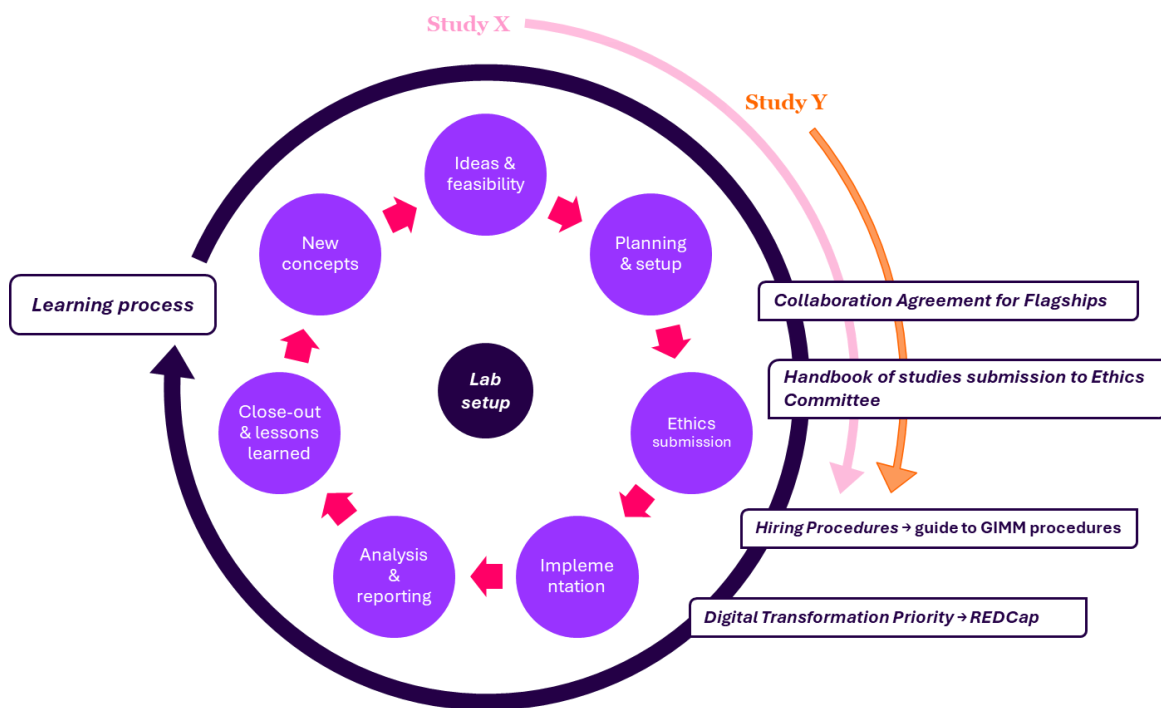 Study X
Study Y
Ideas &
feasibility
New
concepts
Planning
& setup
Learning process
Collaboration Agreement for Flagships
Lab
setup
Handbook of studies submission to Ethics
Committee
Close-out
& lessons
learned
Ethics
submission
Hiring Procedures → guide to GIMM procedures
Analysis
&
reporting
Impleme
ntation
Digital Transformation Priority → REDCap